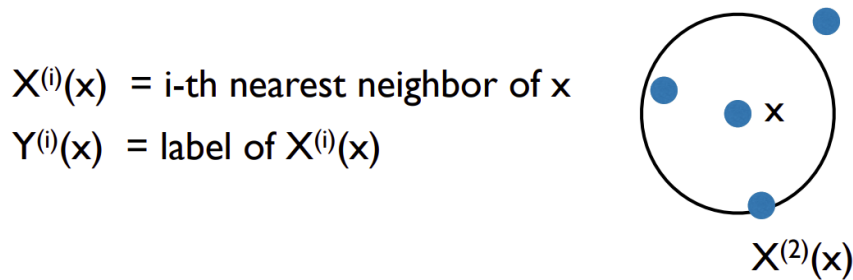 X⁽ⁱ⁾(x) = i-th nearest neighbor of x
Y⁽ⁱ⁾(x) = label of X⁽ⁱ⁾(x)
x
X⁽²⁾(x)